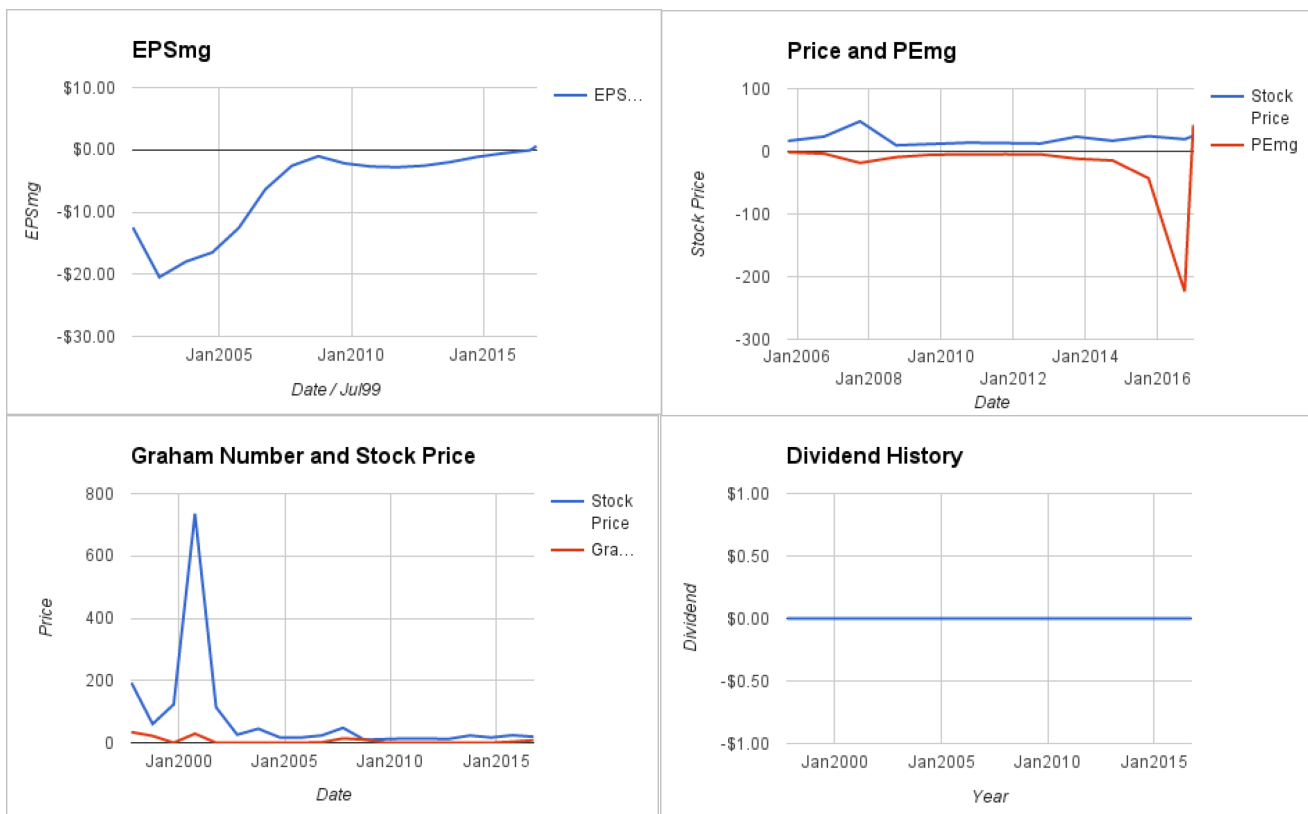 EPSmg
$10.00
$0.00
-$10.00
-$20.00
-$30.00
EPSmg
EPS...
Jan2005 Jan2010 Jan2015
Date / Jul99
Price and PEmg
100
0
-100
-200
-300
Stock Price
Stock
Price
PEmg
Jan2006 Jan2010 Jan2014
Jan2008 Jan2012 Jan2016
Date
Graham Number and Stock Price
800
600
400
200
0
Price
Stock
Price
Gra...
Jan2000 Jan2005 Jan2010 Jan2015
Date
Dividend History
$1.00
$0.50
$0.00
-$0.50
-$1.00
Dividend
Jan2000 Jan2005 Jan2010 Jan2015
Year